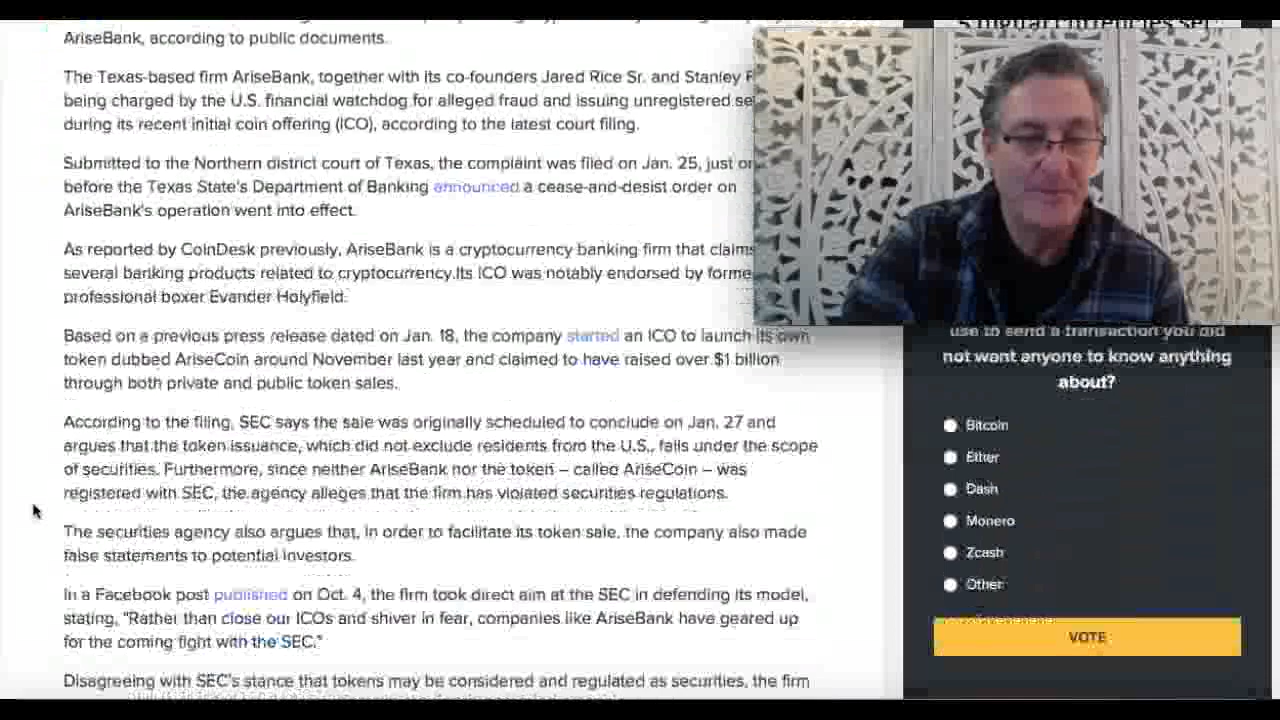 AriseBank, according to public documents.
The Texas-based firm AriseBank, together with its co-founders Jared Rice Sr. and Stanley
being charged by the U.S. financial watchdog for alleged fraud and issuing unregistered
during its recent initial coin offering (ICO), according to the latest court filing.
Submitted to the Northern district court of Texas, the complaint was filed on Jan. 25, just
before the Texas State's Department of Banking announced a cease-and-desist order on
AriseBank's operation went into effect.
As reported by CoinDesk previously, AriseBank is a cryptocurrency banking firm that claims
several banking products related to cryptocurrency.Its ICO was notably endorsed by
professional boxer Evander Holyfield.
Based on a previous press release dated on Jan. 18, the company started an ICO to launch its own
token dubbed AriseCoin around November last year and claimed to have raised over $1 billion
through both private and public token sales.
According to the filing, SEC says the sale was originally scheduled to conclude on Jan. 27 and
argues that the token issuance, which did not exclude residents from the U.S., falls under the scope
of securities. Furthermore, since neither AriseBank nor the token – called AriseCoin – was
registered with SEC, the agency alleges that the firm has violated securities regulations.
The securities agency also argues that, in order to facilitate its token sale, the company also made
false statements to potential investors.
In a Facebook post published on Oct. 4, the firm took direct aim at the SEC in defending its model,
stating, "Rather than close our ICOs and shiver in fear, companies like AriseBank have geared up
for the coming fight with the SEC."
Disagreeing with SEC's stance that tokens may be considered and regulated as securities, the firm
5 digital currencies
use to send a transaction you did
not want anyone to know anything
about?
Bitcoin
Ether
Dash
Monero
Zcash
Other
VOTE